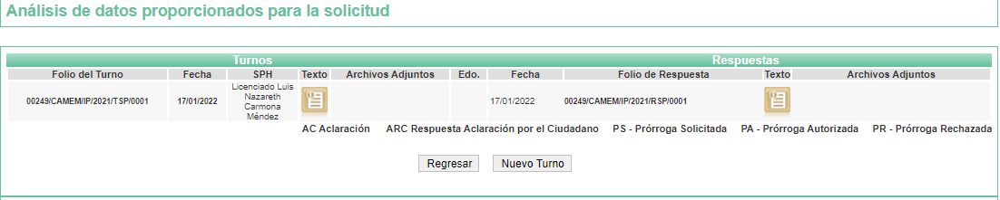 Análisis de datos proporcionados para la solicitud
Turnos Respuestas
Folio del Turno Fecha SPH Texto Archivos Adjuntos Edo. Fecha Folio de Respuesta Texto Archivos Adjuntos
00249/CAMEM/IP/2021/TSP/0001 17/01/2022 Licenciado Luis Nazareth Carmona Méndez 17/01/2022 00249/CAMEM/IP/2021/RSP/0001
AC Aclaración ARC Respuesta Aclaración por el Ciudadano PS - Prórroga Solicitada PA - Prórroga Autorizada PR - Prórroga Rechazada
Regresar Nuevo Turno